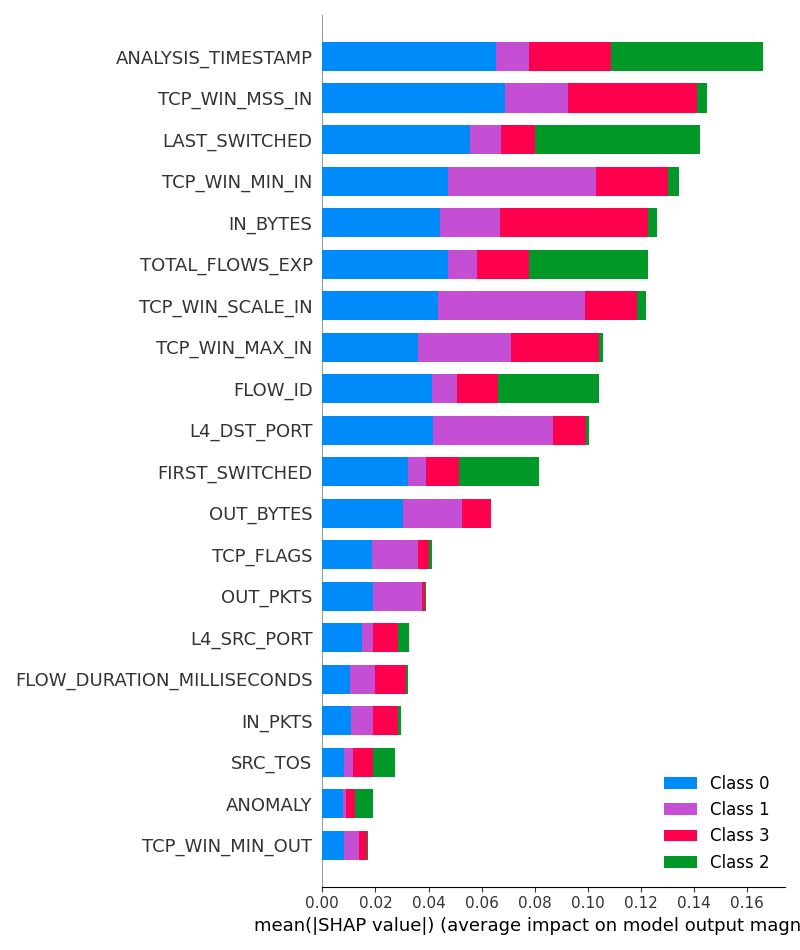 ANALYSIS_TIMESTAMP
TCP_WIN_MSS_IN
LAST_SWITCHED
TCP_WIN_MIN_IN
IN_BYTES
TOTAL_FLOWS_EXP
TCP_WIN_SCALE_IN
TCP_WIN_MAX_IN
FLOW_ID
L4_DST_PORT
FIRST_SWITCHED
OUT_BYTES
TCP_FLAGS
OUT_PKTS
L4_SRC_PORT
FLOW_DURATION_MILLISECONDS
IN_PKTS
SRC_TOS
ANOMALY
TCP_WIN_MIN_OUT
Class 0
Class 1
Class 3
Class 2
0.00 0.02 0.04 0.06 0.08 0.10 0.12 0.14 0.16
mean(|SHAP value|) (average impact on model output magn